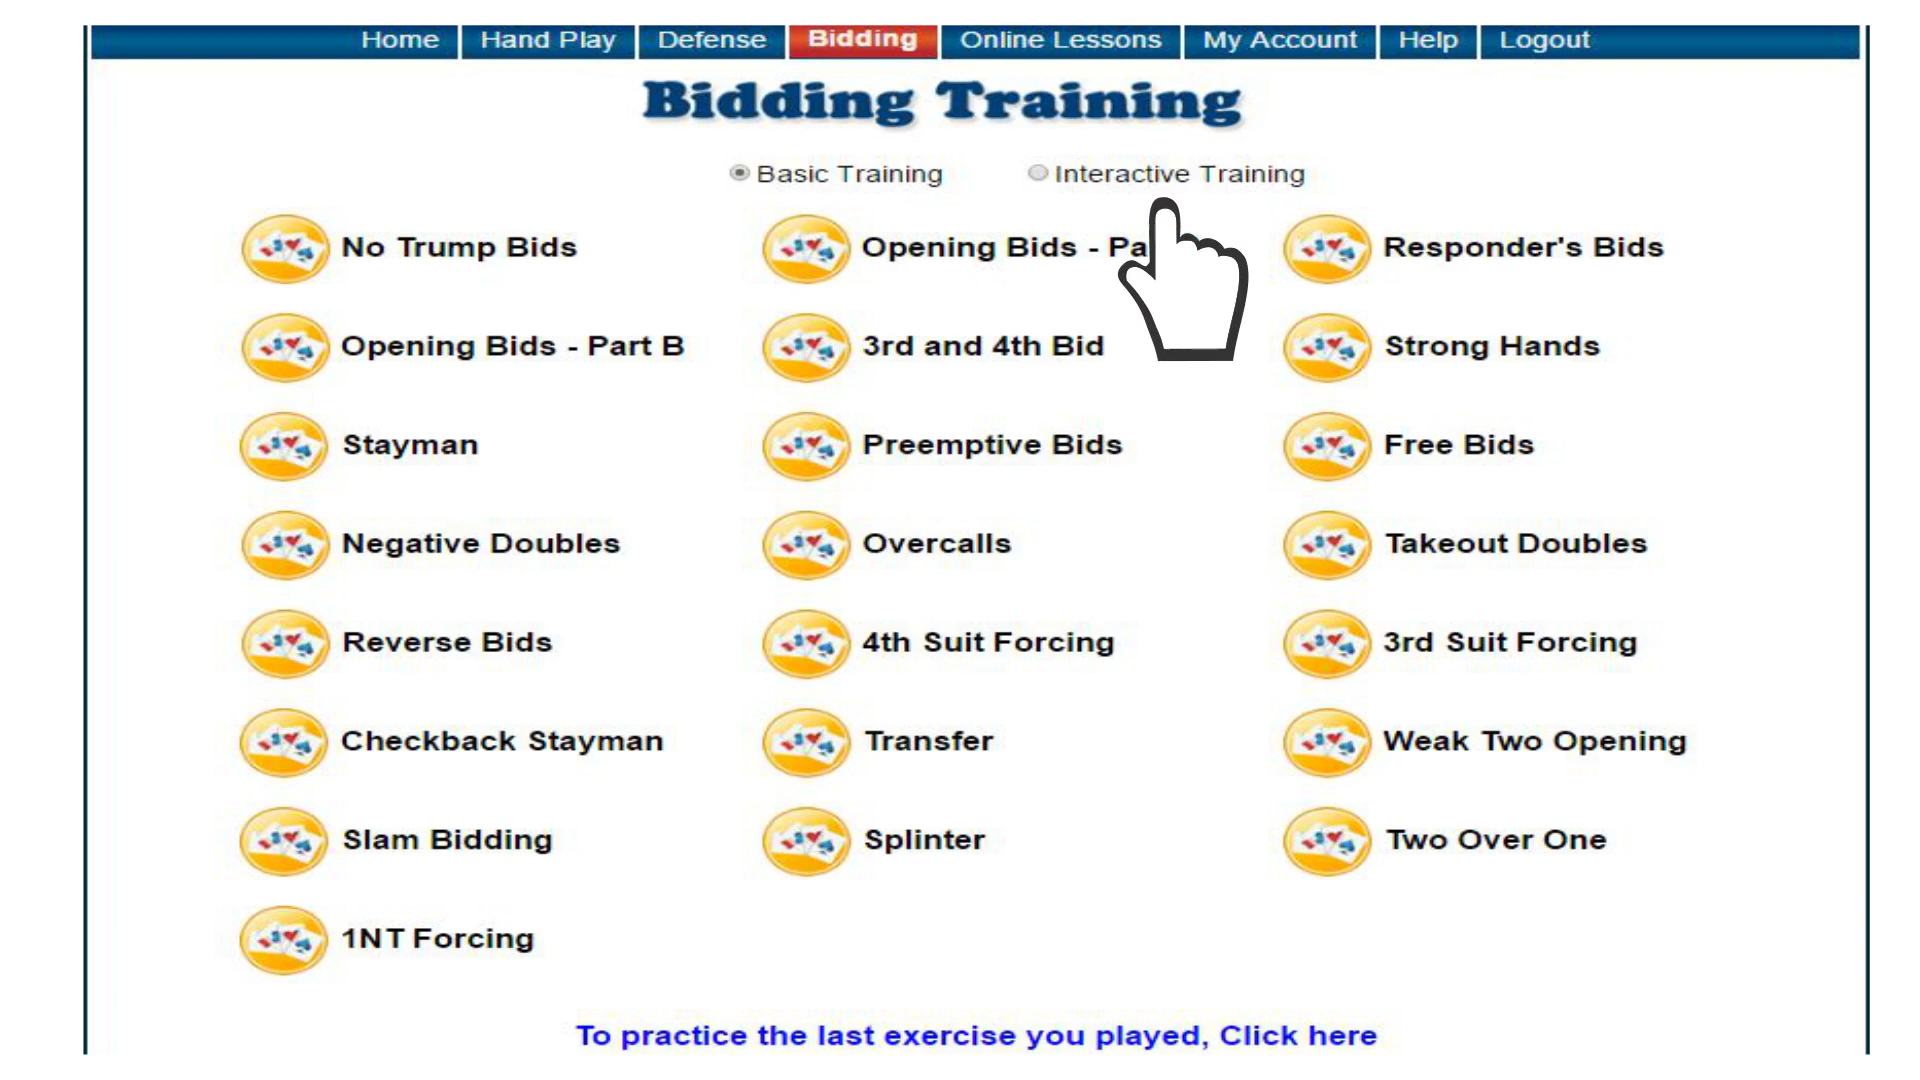 Home Hand Play Defense Bidding Online Lessons My Account Help Logout
Bidding Training
Basic Training Interactive Training
No Trump Bids Opening Bids - Pa Responder's Bids
Opening Bids - Part B 3rd and 4th Bid Strong Hands
Stayman Preemptive Bids Free Bids
Negative Doubles Overcalls Takeout Doubles
Reverse Bids 4th Suit Forcing 3rd Suit Forcing
Checkback Stayman Transfer Weak Two Opening
Slam Bidding Splinter Two Over One
1NT Forcing
To practice the last exercise you played, Click here